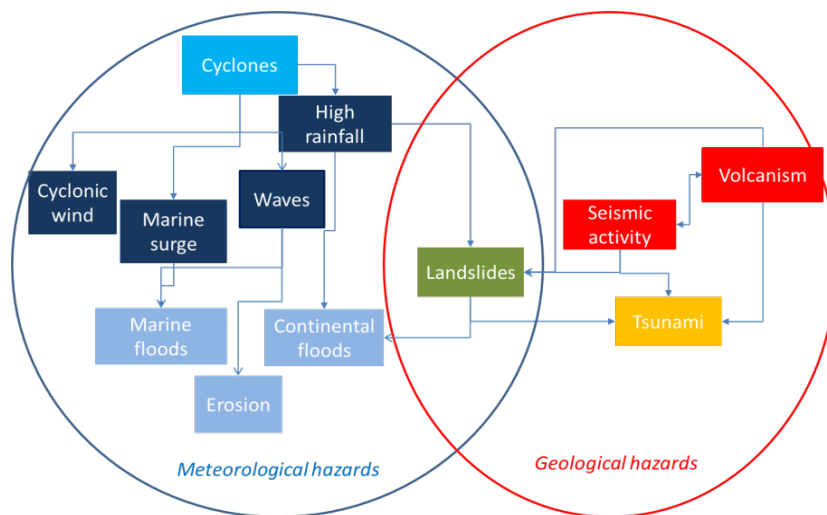 Cyclones
High
rainfall
Cyclonic
wind
Marine
surge
Waves
Volcanism
Seismic
activity
Landslides
Marine
floods
Continental
floods
Tsunami
Erosion
Meteorological hazards
Geological hazards